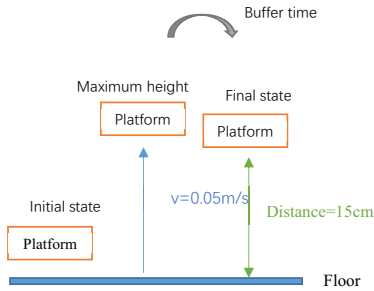 Buffer time
Maximum height
Final state
Platform
Platform
Initial state
v=0.05m/s
Distance=15cm
Platform
Floor